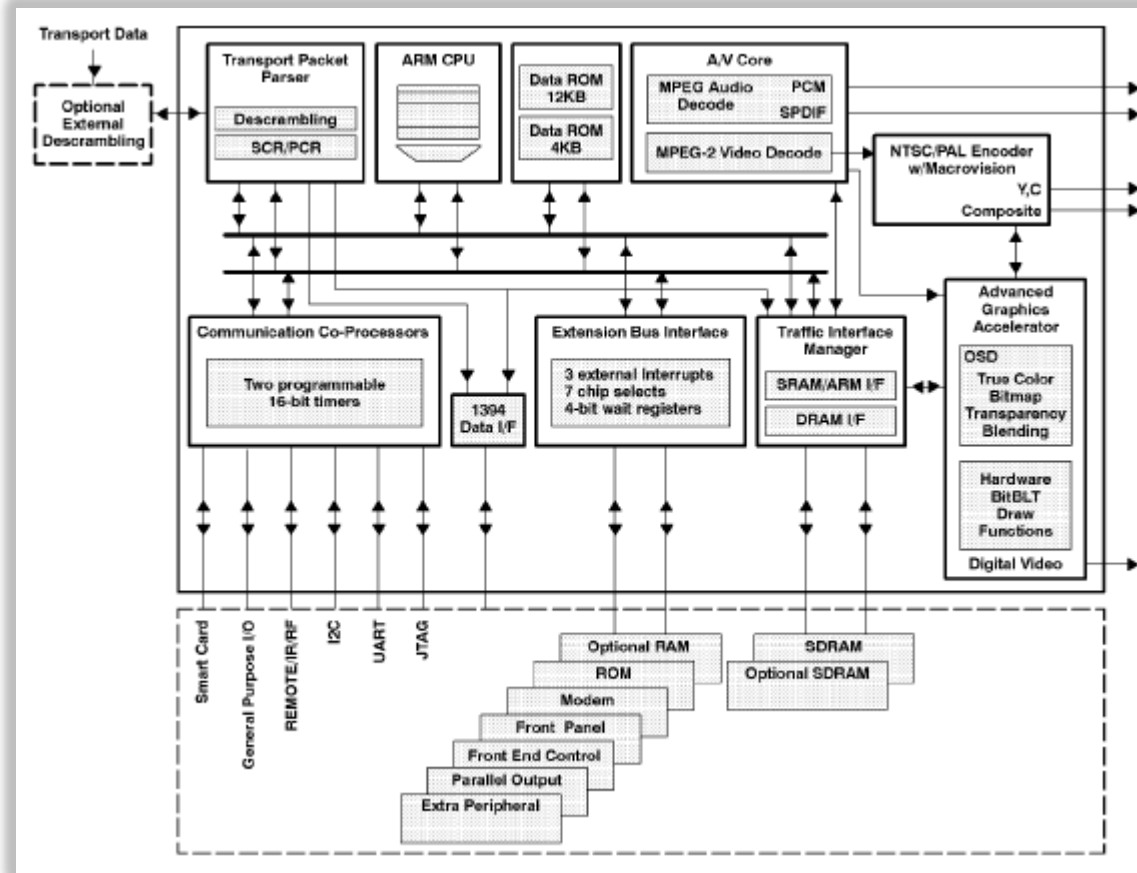 Transport Data
Optional
External
Descrambling
Transport Packet
Parser
Descrambling
SCR/PCR
ARM CPU
Data ROM
12KB
Data ROM
4KB
A/V Core
MPEG Audio
Decode
PCM
SPDIF
MPEG-2 Video Decode
NTSC/PAL Encoder
w/Macrovision
Y,C
Composite
Communication Co-Processors
Two programmable
16-bit timers
1394
Data I/F
Extension Bus Interface
3 external Interrupts
7 chip selects
4-bit wait registers
Traffic Interface
Manager
SRAM/ARM I/F
DRAM I/F
Advanced
Graphics
Accelerator
OSD
True Color
Bitmap
Transparency
Blending
Hardware
BitBLT
Draw
Functions
Digital Video
Smart Card
General Purpose I/O
REMOTE/IR/RF
I2C
UART
JTAG
Optional RAM
ROM
Modem
Front Panel
Front End Control
Parallel Output
Extra Peripheral
SDRAM
Optional SDRAM